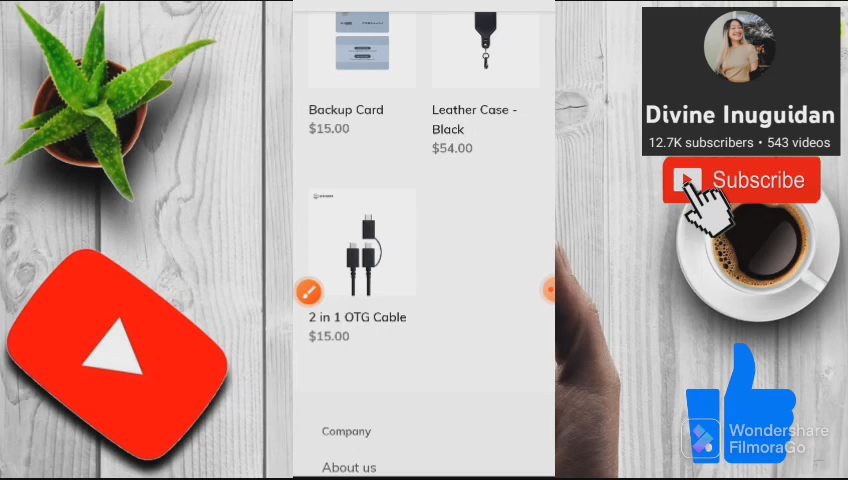 Backup Card
$15.00
Leather Case -
Black
$54.00
2 in 1 OTG Cable
$15.00
Company
About us
Divine Inuguidan
12.7K subscribers • 543 videos
Subscribe
Wondershare
FilmoraGo